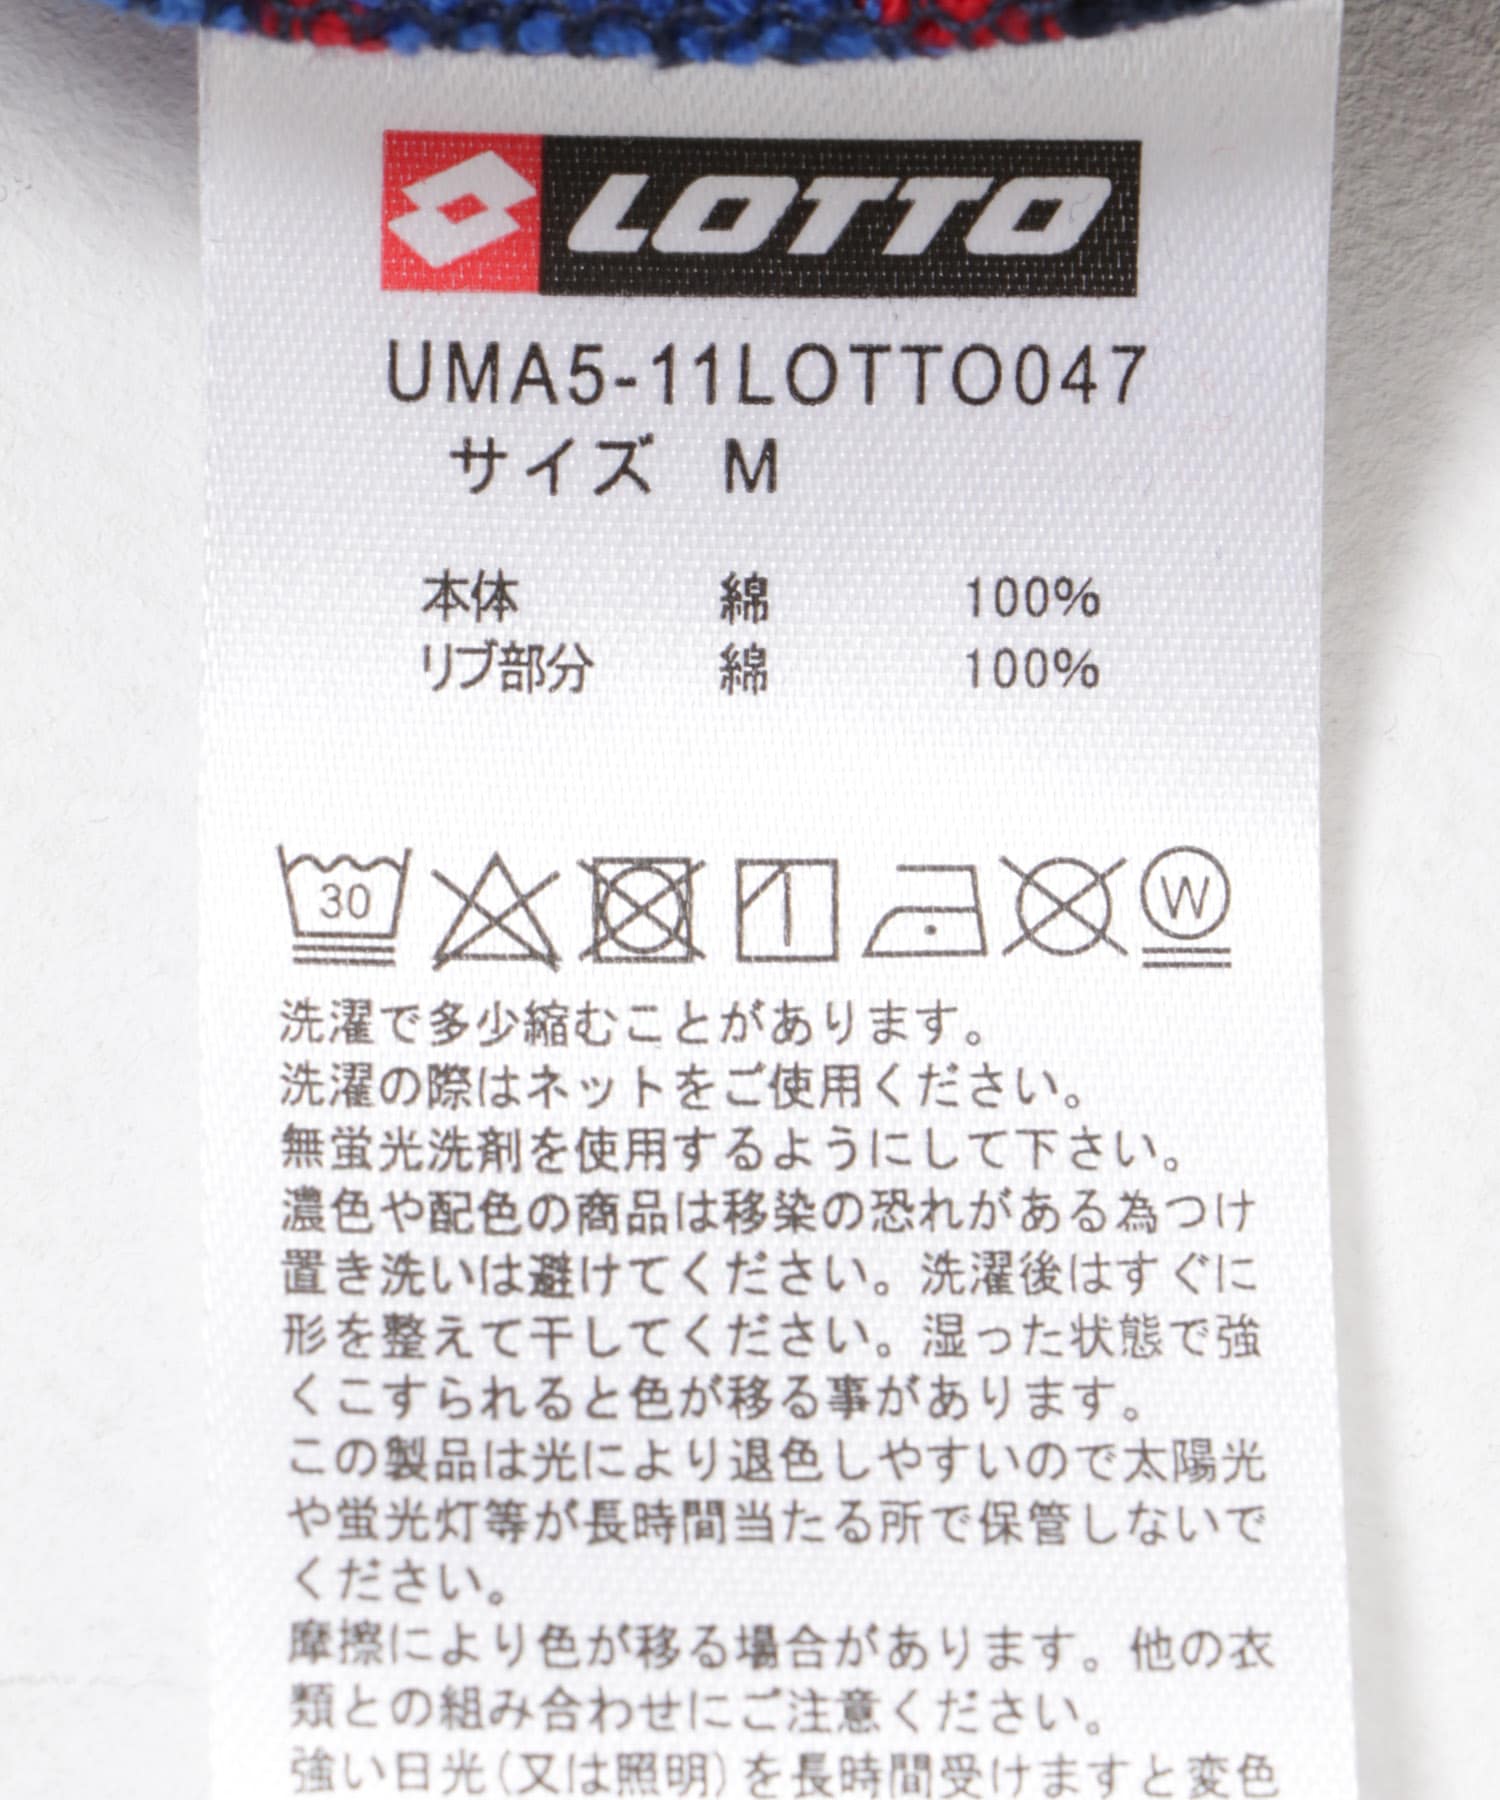 LOTTO
UMA5-11LOTTO047
サイズ M
本体 綿 100%
リブ部分 綿 100%
30 W
洗濯で多少縮むことがあります。
洗濯の際はネットをご使用ください。
無蛍光洗剤を使用するようにして下さい。
濃色や配色の商品は移染の恐れがある為つけ
置き洗いは避けてください。洗濯後はすぐに
形を整えて干してください。湿った状態で強
くこすられると色が移る事があります。
この製品は光により退色しやすいので太陽光
や蛍光灯等が長時間当たる所で保管しないで
ください。
摩擦により色が移る場合があります。他の衣
類との組み合わせにご注意ください。
強い日光(又は照明)を長時間受けますと変色